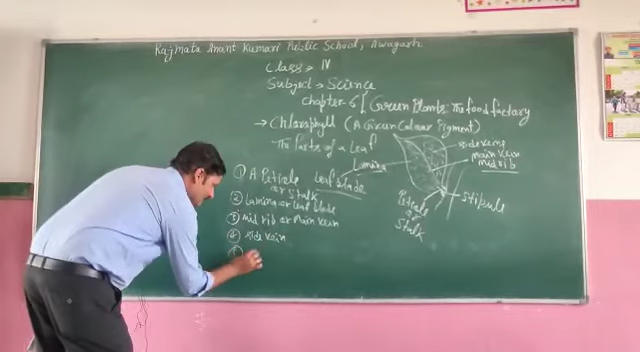 Rajmata Anant Kumari Public School, Awagarh
Class → IV
Subject → Science
Chapter-6 | Green Plants: The food factory
→ Chlorophyll (A Green Colour Pigment)
The Parts of a Leaf
side veins
main vein
midrib
Lamina
Leaf blade
① A Petiole
or Stalk
② Lamina or Leaf blade
③ mid rib or main vein
④ side vein
Petiole
or
Stalk
Stipule